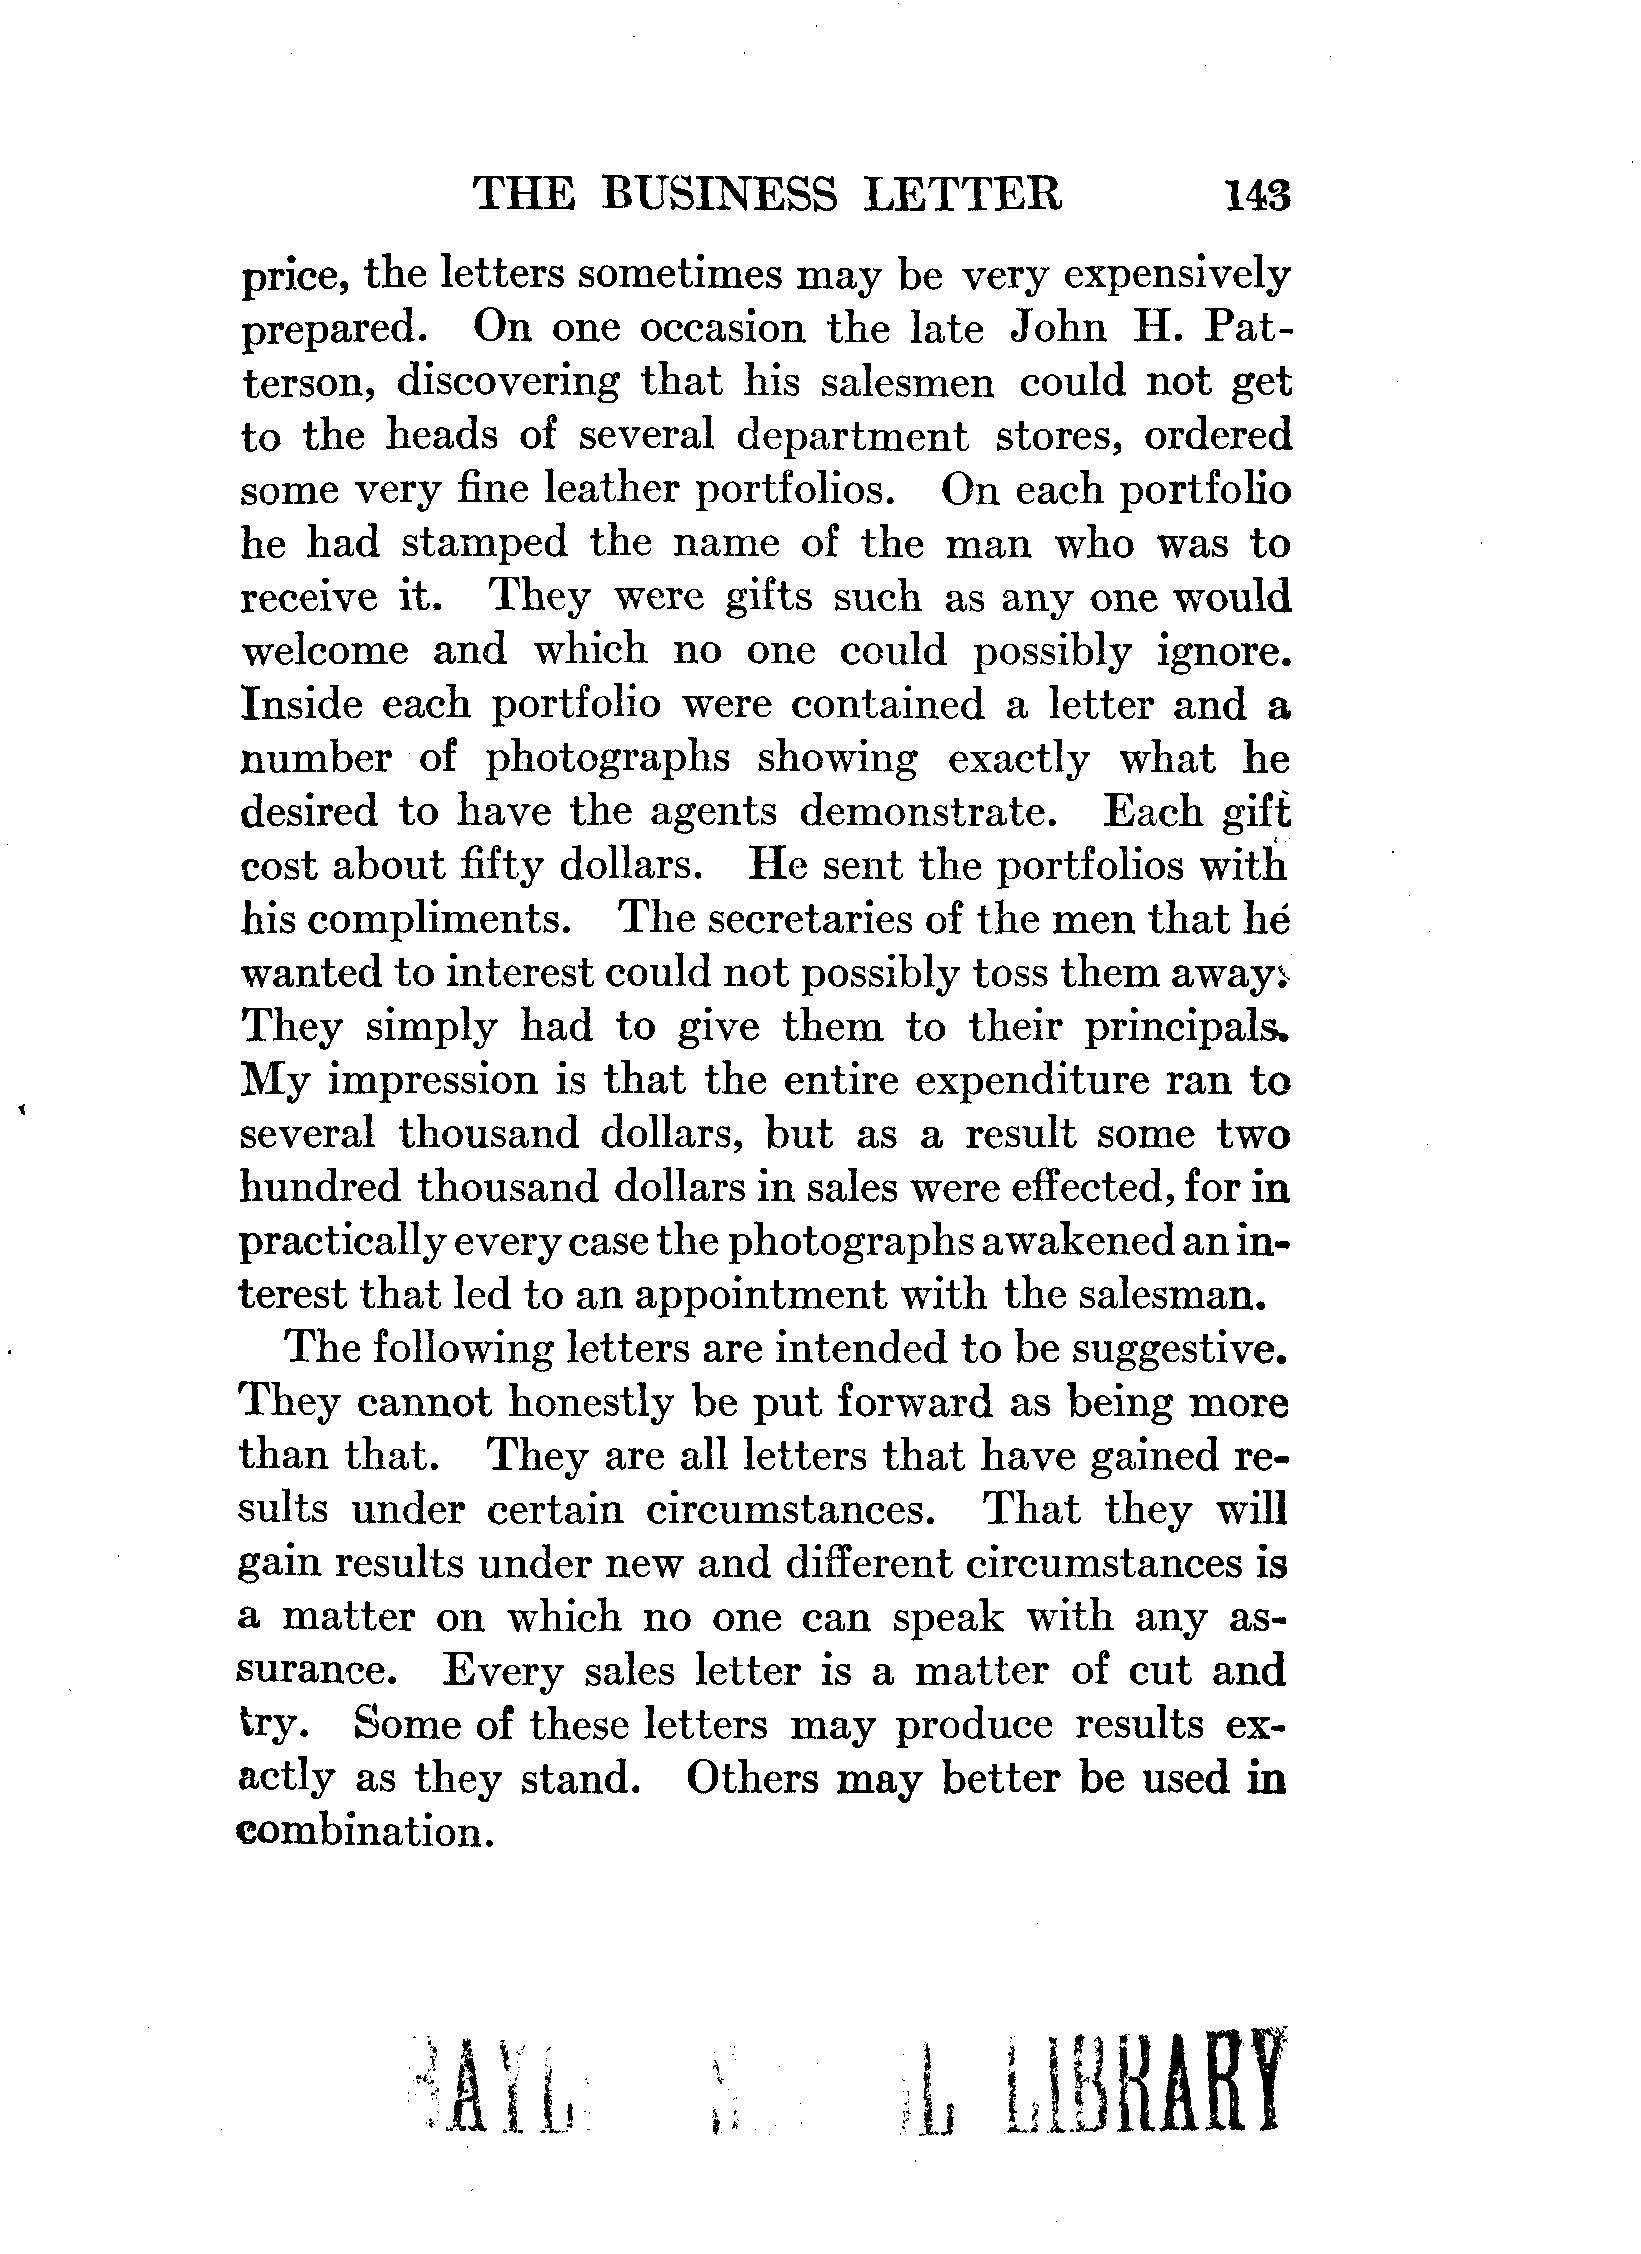 THE BUSINESS LETTER 143
price, the letters sometimes may be very expensively
prepared. On one occasion the late John H. Pat-
terson, discovering that his salesmen could not get
to the heads of several department stores, ordered
some very fine leather portfolios. On each portfolio
he had stamped the name of the man who was to
receive it. They were gifts such as any one would
welcome and which no one could possibly ignore.
Inside each portfolio were contained a letter and a
number of photographs showing exactly what he
desired to have the agents demonstrate. Each gift
cost about fifty dollars. He sent the portfolios with
his compliments. The secretaries of the men that he
wanted to interest could not possibly toss them away.
They simply had to give them to their principals.
My impression is that the entire expenditure ran to
several thousand dollars, but as a result some two
hundred thousand dollars in sales were effected, for in
practically every case the photographs awakened an in-
terest that led to an appointment with the salesman.
The following letters are intended to be suggestive.
They cannot honestly be put forward as being more
than that. They are all letters that have gained re-
sults under certain circumstances. That they will
gain results under new and different circumstances is
a matter on which no one can speak with any as-
surance. Every sales letter is a matter of cut and
try. Some of these letters may produce results ex-
actly as they stand. Others may better be used in
combination.
LIBRARY